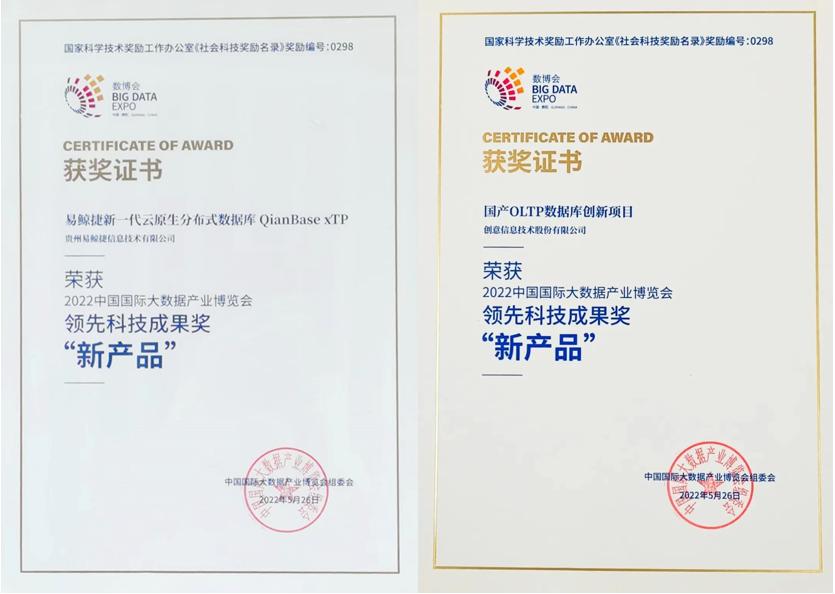 国家科学技术奖励工作办公室《社会科技奖励名录》奖励编号：0298
数博会
BIG DATA
EXPO
CERTIFICATE OF AWARD
获奖证书
易鲸捷新一代云原生分布式数据库 QianBase xTP
贵州易鲸捷信息技术有限公司
荣获
2022中国国际大数据产业博览会
领先科技成果奖
“新产品”
中国国际大数据产业博览会组委会
2022年5月26日
国家科学技术奖励工作办公室《社会科技奖励名录》奖励编号：0298
数博会
BIG DATA
EXPO
CERTIFICATE OF AWARD
获奖证书
国产OLTP数据库创新项目
创意信息技术股份有限公司
荣获
2022中国国际大数据产业博览会
领先科技成果奖
“新产品”
中国国际大数据产业博览会组委会
2022年5月26日